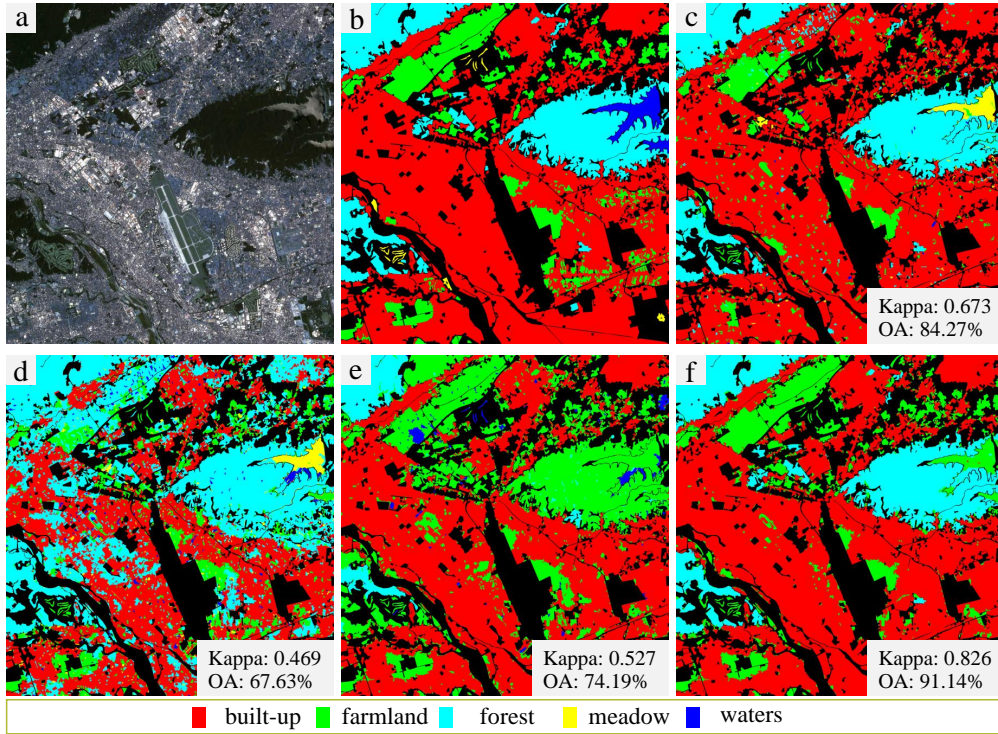 a
b
c
Kappa: 0.673
OA: 84.27%
d
e
f
Kappa: 0.469
OA: 67.63%
Kappa: 0.527
OA: 74.19%
Kappa: 0.826
OA: 91.14%
built-up farmland forest meadow waters